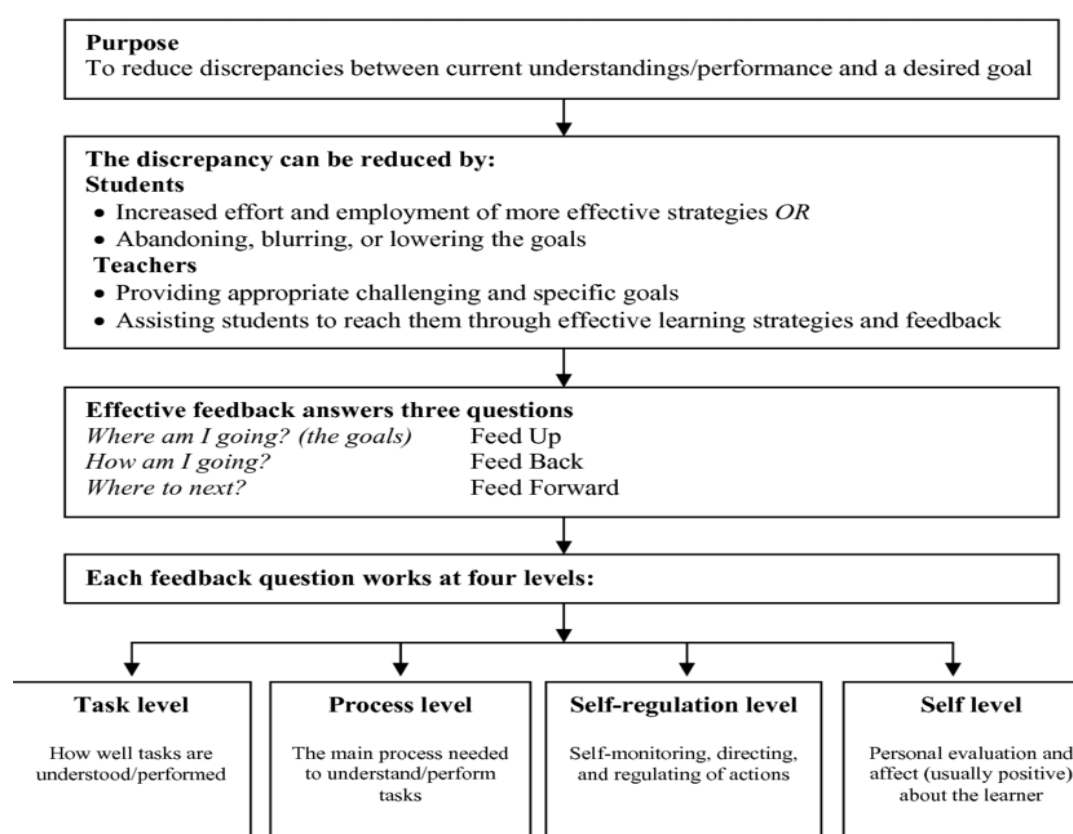 Purpose
To reduce discrepancies between current understandings/performance and a desired goal
The discrepancy can be reduced by:
Students
• Increased effort and employment of more effective strategies OR
• Abandoning, blurring, or lowering the goals
Teachers
• Providing appropriate challenging and specific goals
• Assisting students to reach them through effective learning strategies and feedback
Effective feedback answers three questions
Where am I going? (the goals) Feed Up
How am I going? Feed Back
Where to next? Feed Forward
Each feedback question works at four levels:
Task level
How well tasks are
understood/performed
Process level
The main process needed
to understand/perform
tasks
Self-regulation level
Self-monitoring, directing,
and regulating of actions
Self level
Personal evaluation and
affect (usually positive)
about the learner